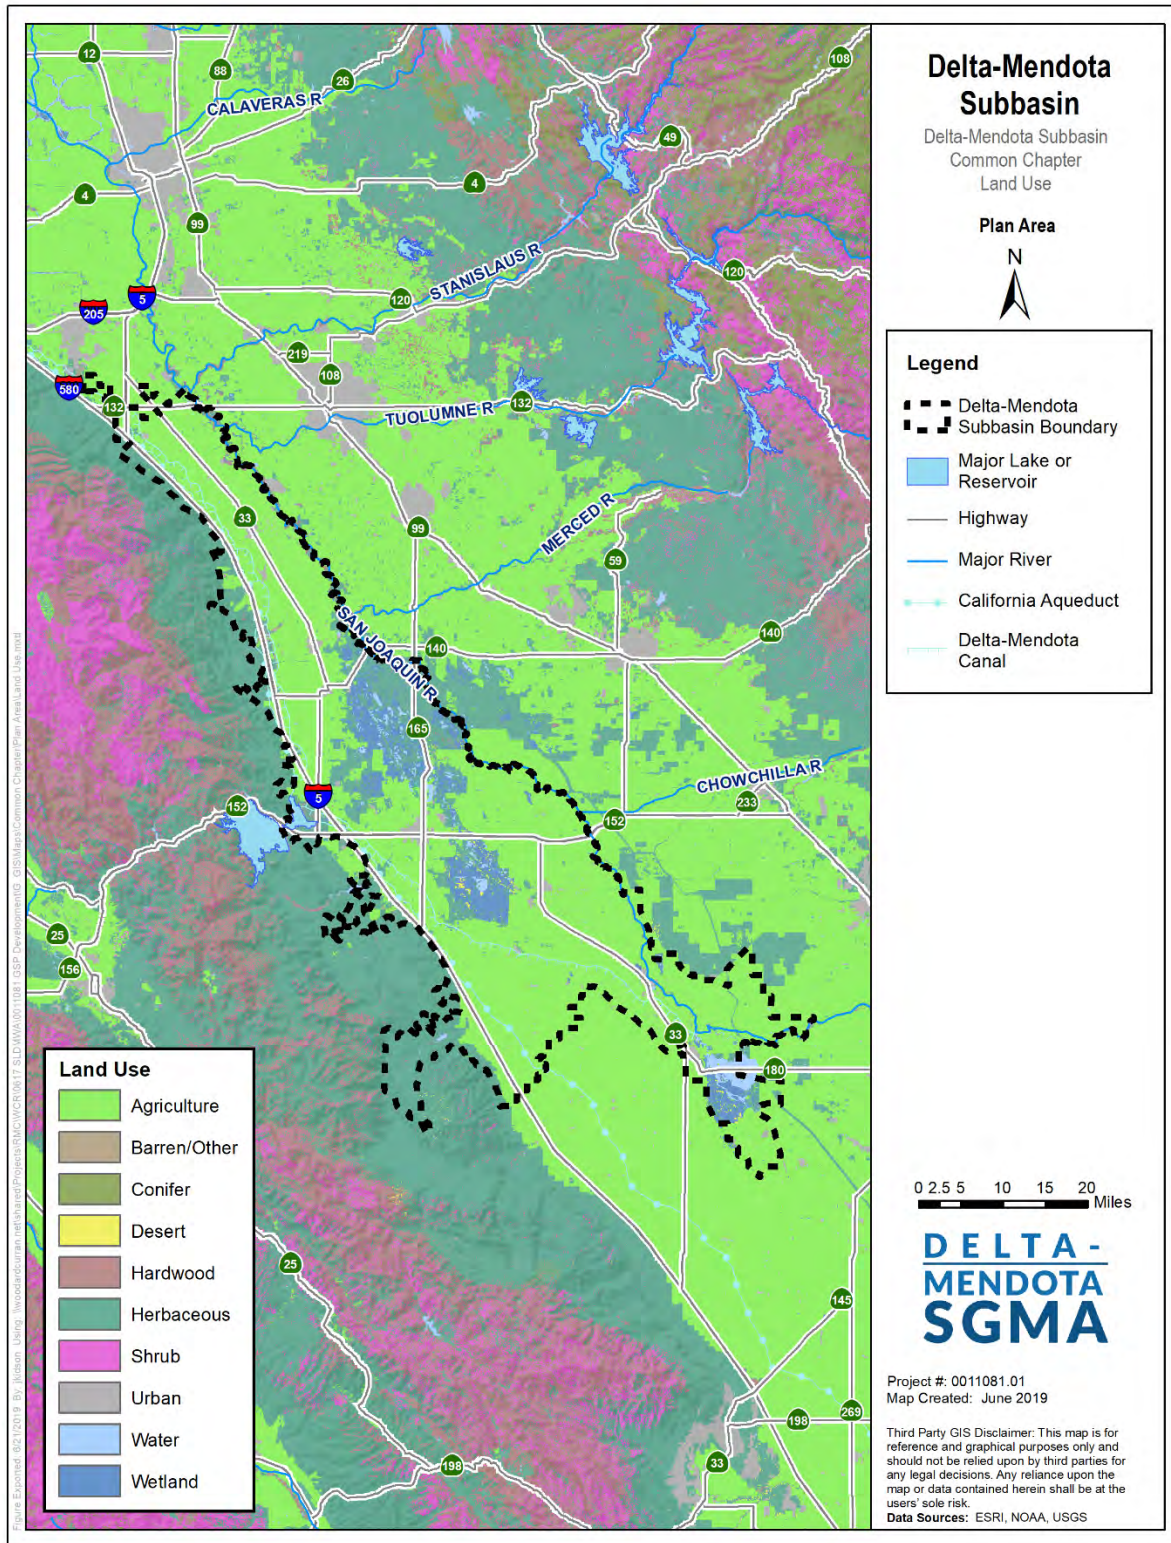 Delta-Mendota
Subbasin
Delta-Mendota Subbasin
Common Chapter
Land Use
Plan Area
N
Legend
Delta-Mendota
Subbasin Boundary
Major Lake or
Reservoir
Highway
Major River
California Aqueduct
Delta-Mendota
Canal
0 2.5 5 10 15 20
Miles
DELTA-
MENDOTA
SGMA
Project #: 0011081.01
Map Created: June 2019
Third Party GIS Disclaimer: This map is for
reference and graphical purposes only and
should not be relied upon by third parties for
any legal decisions. Any reliance upon the
map or data contained herein shall be at the
users' sole risk.
Data Sources: ESRI, NOAA, USGS
12
88
26
108
CALAVERAS R
49
4
4
99
STANISLAUS R
120
5
120
205
219
108
580
132
TUOLUMNE R
132
33
99
MERCED R
59
SAN JOAQUIN R
140
140
165
CHOWCHILLA R
5
152
233
152
25
156
33
180
25
145
198
269
198
33
Land Use
Agriculture
Barren/Other
Conifer
Desert
Hardwood
Herbaceous
Shrub
Urban
Water
Wetland